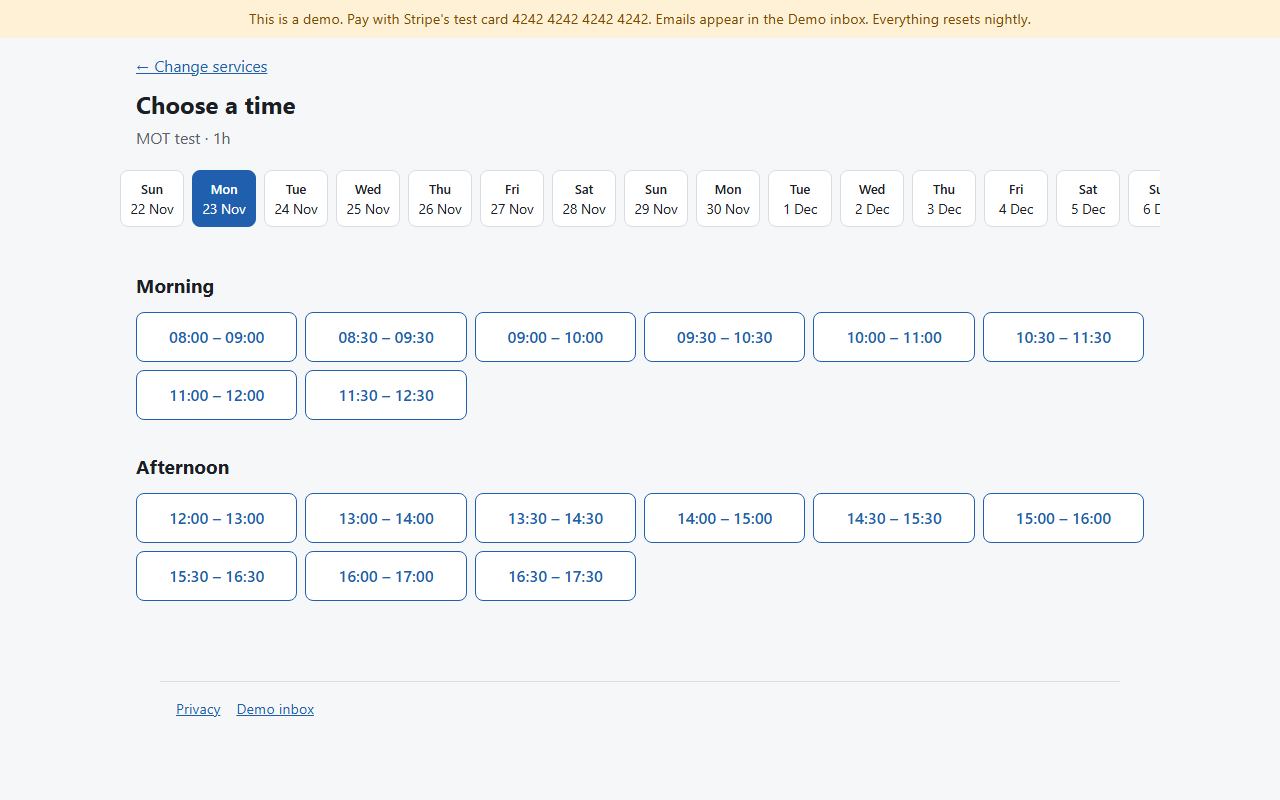 This is a demo. Pay with Stripe's test card 4242 4242 4242 4242. Emails appear in the Demo inbox. Everything resets nightly.
← Change services
Choose a time
MOT test · 1h
Sun Mon Tue Wed Thu Fri Sat Sun Mon Tue Wed Thu Fri Sat
22 Nov 23 Nov 24 Nov 25 Nov 26 Nov 27 Nov 28 Nov 29 Nov 30 Nov 1 Dec 2 Dec 3 Dec 4 Dec 5 Dec 6
Morning
08:00 – 09:00 08:30 – 09:30 09:00 – 10:00 09:30 – 10:30 10:00 – 11:00 10:30 – 11:30
11:00 – 12:00 11:30 – 12:30
Afternoon
12:00 – 13:00 13:00 – 14:00 13:30 – 14:30 14:00 – 15:00 14:30 – 15:30 15:00 – 16:00
15:30 – 16:30 16:00 – 17:00 16:30 – 17:30
Privacy Demo inbox